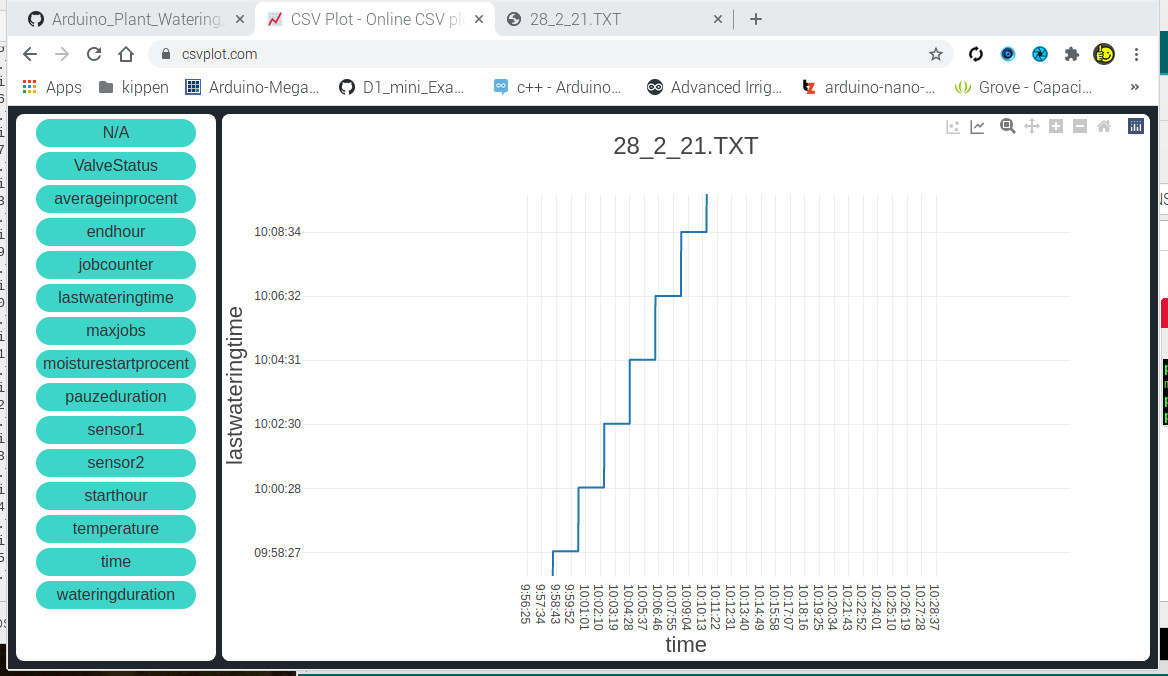 Arduino_Plant_Watering_
CSV Plot - Online CSV plo
28_2_21.TXT
csvplot.com
Apps
kippen
Arduino-Mega...
D1_mini_Exa...
c++ - Arduino...
Advanced Irrig...
arduino-nano-...
Grove - Capaci...
»
N/A
ValveStatus
averageinprocent
endhour
jobcounter
lastwateringtime
maxjobs
moisturestartprocent
pauzeduration
sensor1
sensor2
starthour
temperature
time
wateringduration
28_2_21.TXT
lastwateringtime
10:08:34
10:06:32
10:04:31
10:02:30
10:00:28
09:58:27
9:56:25
9:57:34
9:58:43
9:59:52
10:01:01
10:02:10
10:03:19
10:04:28
10:05:37
10:06:46
10:07:55
10:09:04
10:10:13
10:11:22
10:12:31
10:13:40
10:14:49
10:15:58
10:17:07
10:18:16
10:19:25
10:20:34
10:21:43
10:22:52
10:24:01
10:25:10
10:26:19
10:27:28
10:28:37
time